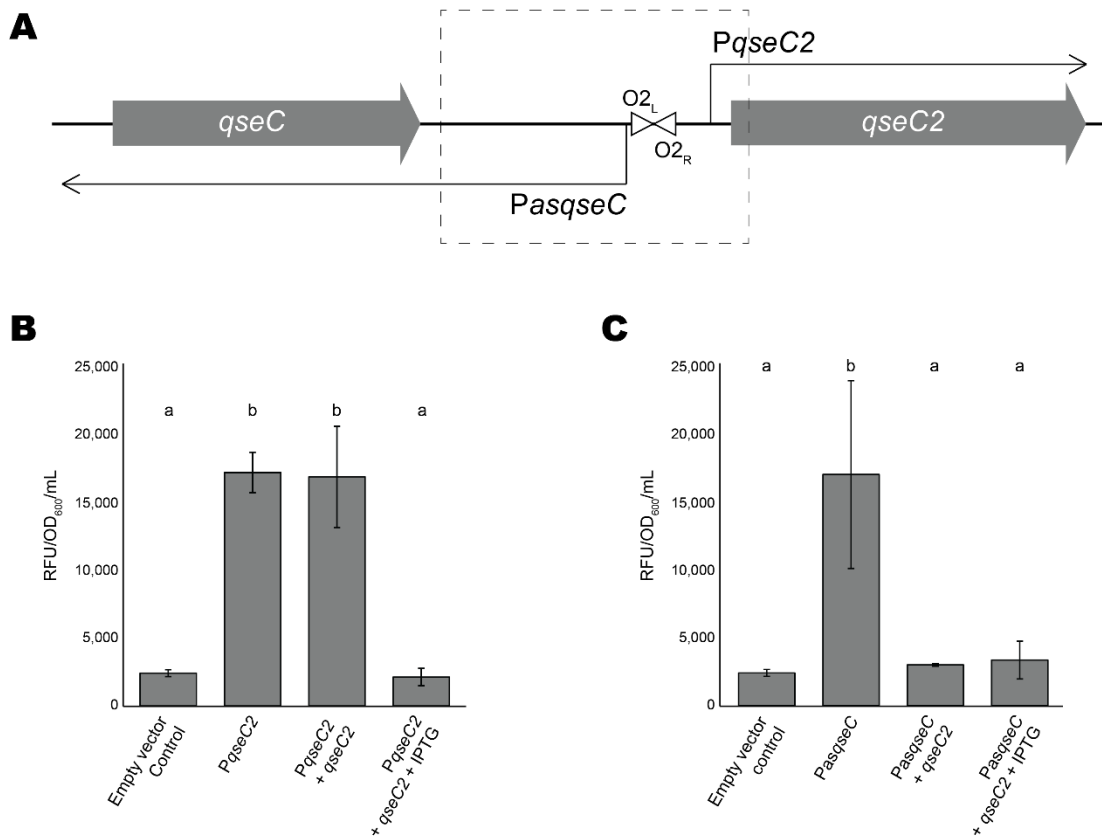 A
PqseC2
O2L
qseC
qseC2
O2R
PasqseC
B
25,000
20,000
15,000
10,000
5,000
0
RFU/OD600/mL
a
b
b
a
Empty vector
Control
PqseC2
PqseC2
+ qseC2
PqseC2
+ qseC2 + IPTG
C
25,000
20,000
15,000
10,000
5,000
0
RFU/OD600/mL
a
b
a
a
Empty vector
control
PasqseC
PasqseC
+ qseC2
PasqseC
+ qseC2 + IPTG